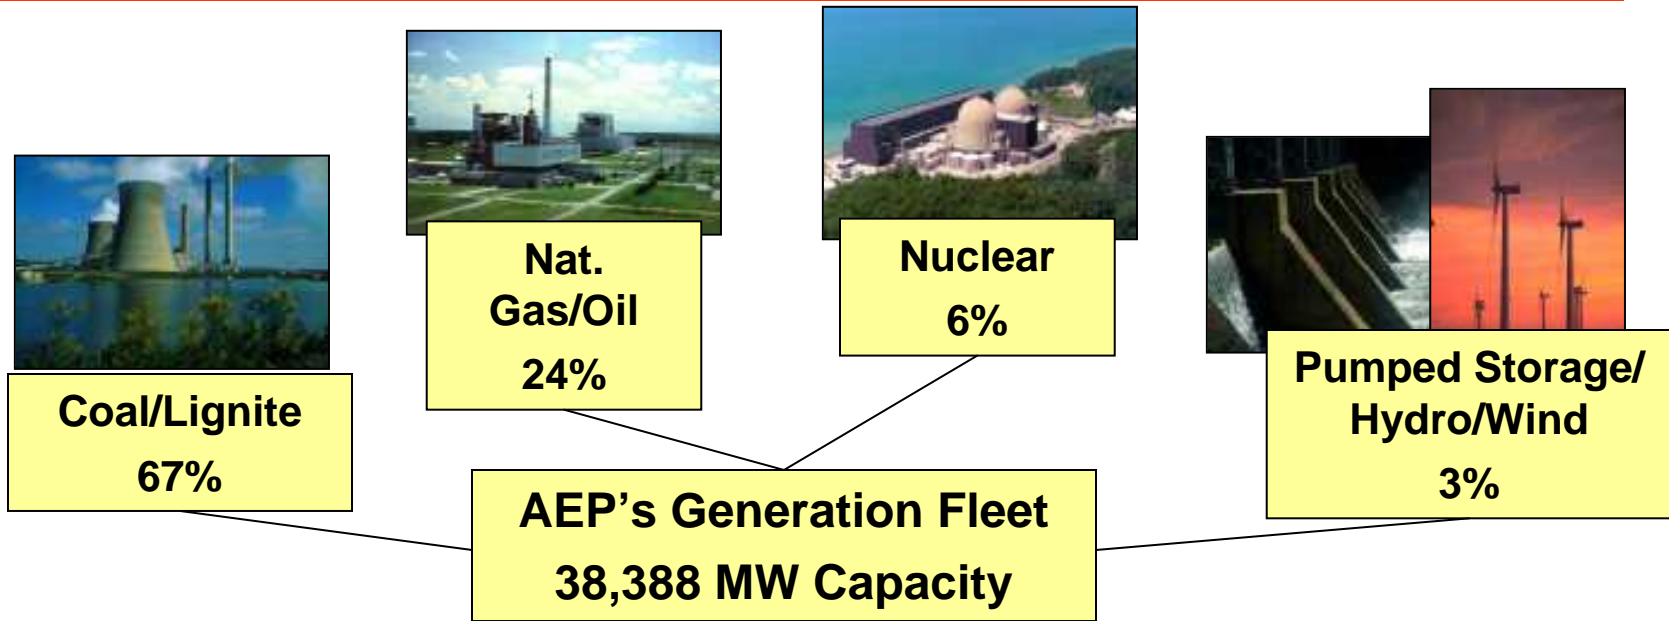 Coal/Lignite
67%
Nat.
Gas/Oil
24%
Nuclear
6%
Pumped Storage/
Hydro/Wind
3%
AEP’s Generation Fleet
38,388 MW Capacity